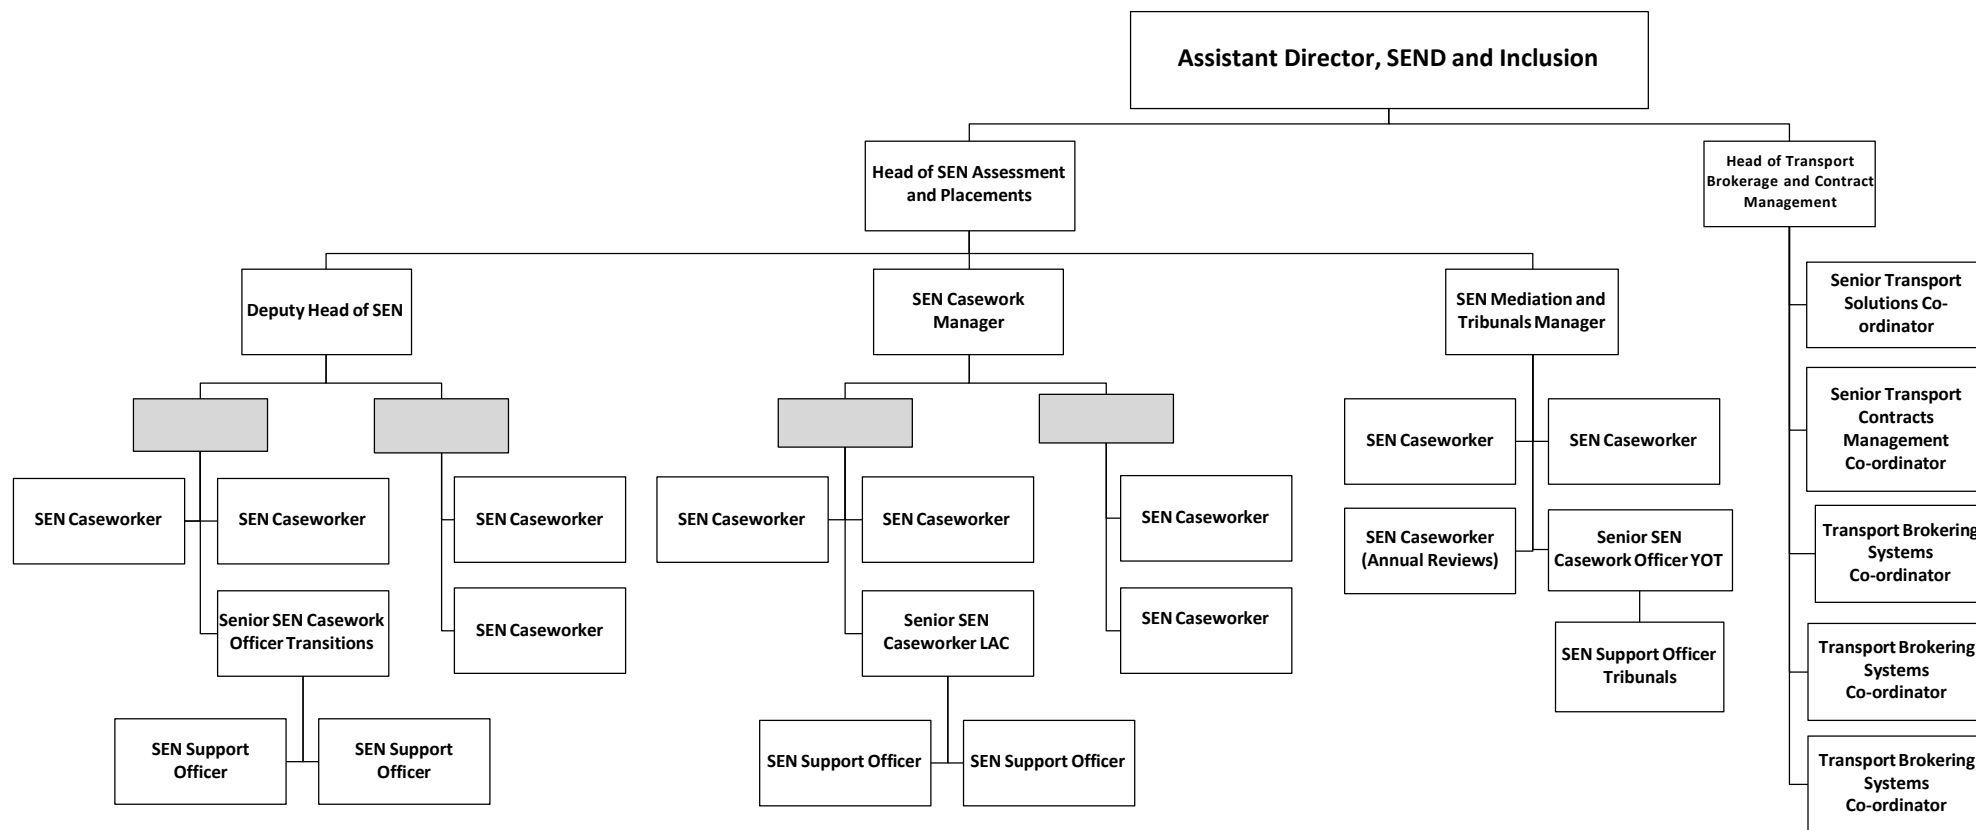 Assistant Director, SEND and Inclusion
Head of SEN Assessment
and Placements
Head of Transport
Brokerage and Contract
Management
Deputy Head of SEN
SEN Casework
Manager
SEN Mediation and
Tribunals Manager
Senior Transport
Solutions Co-
ordinator
Senior Transport
Contracts
Management
Co-ordinator
SEN Caseworker
SEN Caseworker
SEN Caseworker
SEN Caseworker
SEN Caseworker
SEN Caseworker
SEN Caseworker
SEN Caseworker
SEN Caseworker
(Annual Reviews)
Senior SEN
Casework Officer YOT
Transport Brokering
Systems
Co-ordinator
Senior SEN Casework
Officer Transitions
SEN Caseworker
Senior SEN
Caseworker LAC
SEN Caseworker
SEN Support Officer
Tribunals
Transport Brokering
Systems
Co-ordinator
SEN Support
Officer
SEN Support
Officer
SEN Support Officer
SEN Support Officer
Transport Brokering
Systems
Co-ordinator